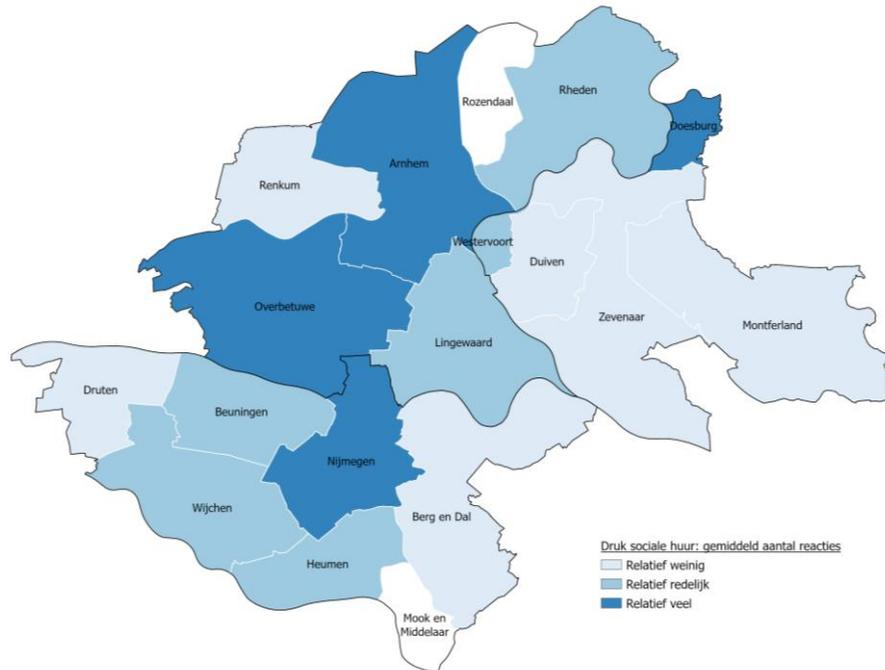 Rozendaal
Rheden
Doesburg
Arnhem
Renkum
Westervoort
Duiven
Overbetuwe
Zevenaar
Montferland
Lingewaard
Druten
Beuningen
Nijmegen
Wijchen
Berg en Dal
Heumen
Mook en
Middelaar
Druk sociale huur: gemiddeld aantal reacties
Relatief weinig
Relatief redelijk
Relatief veel